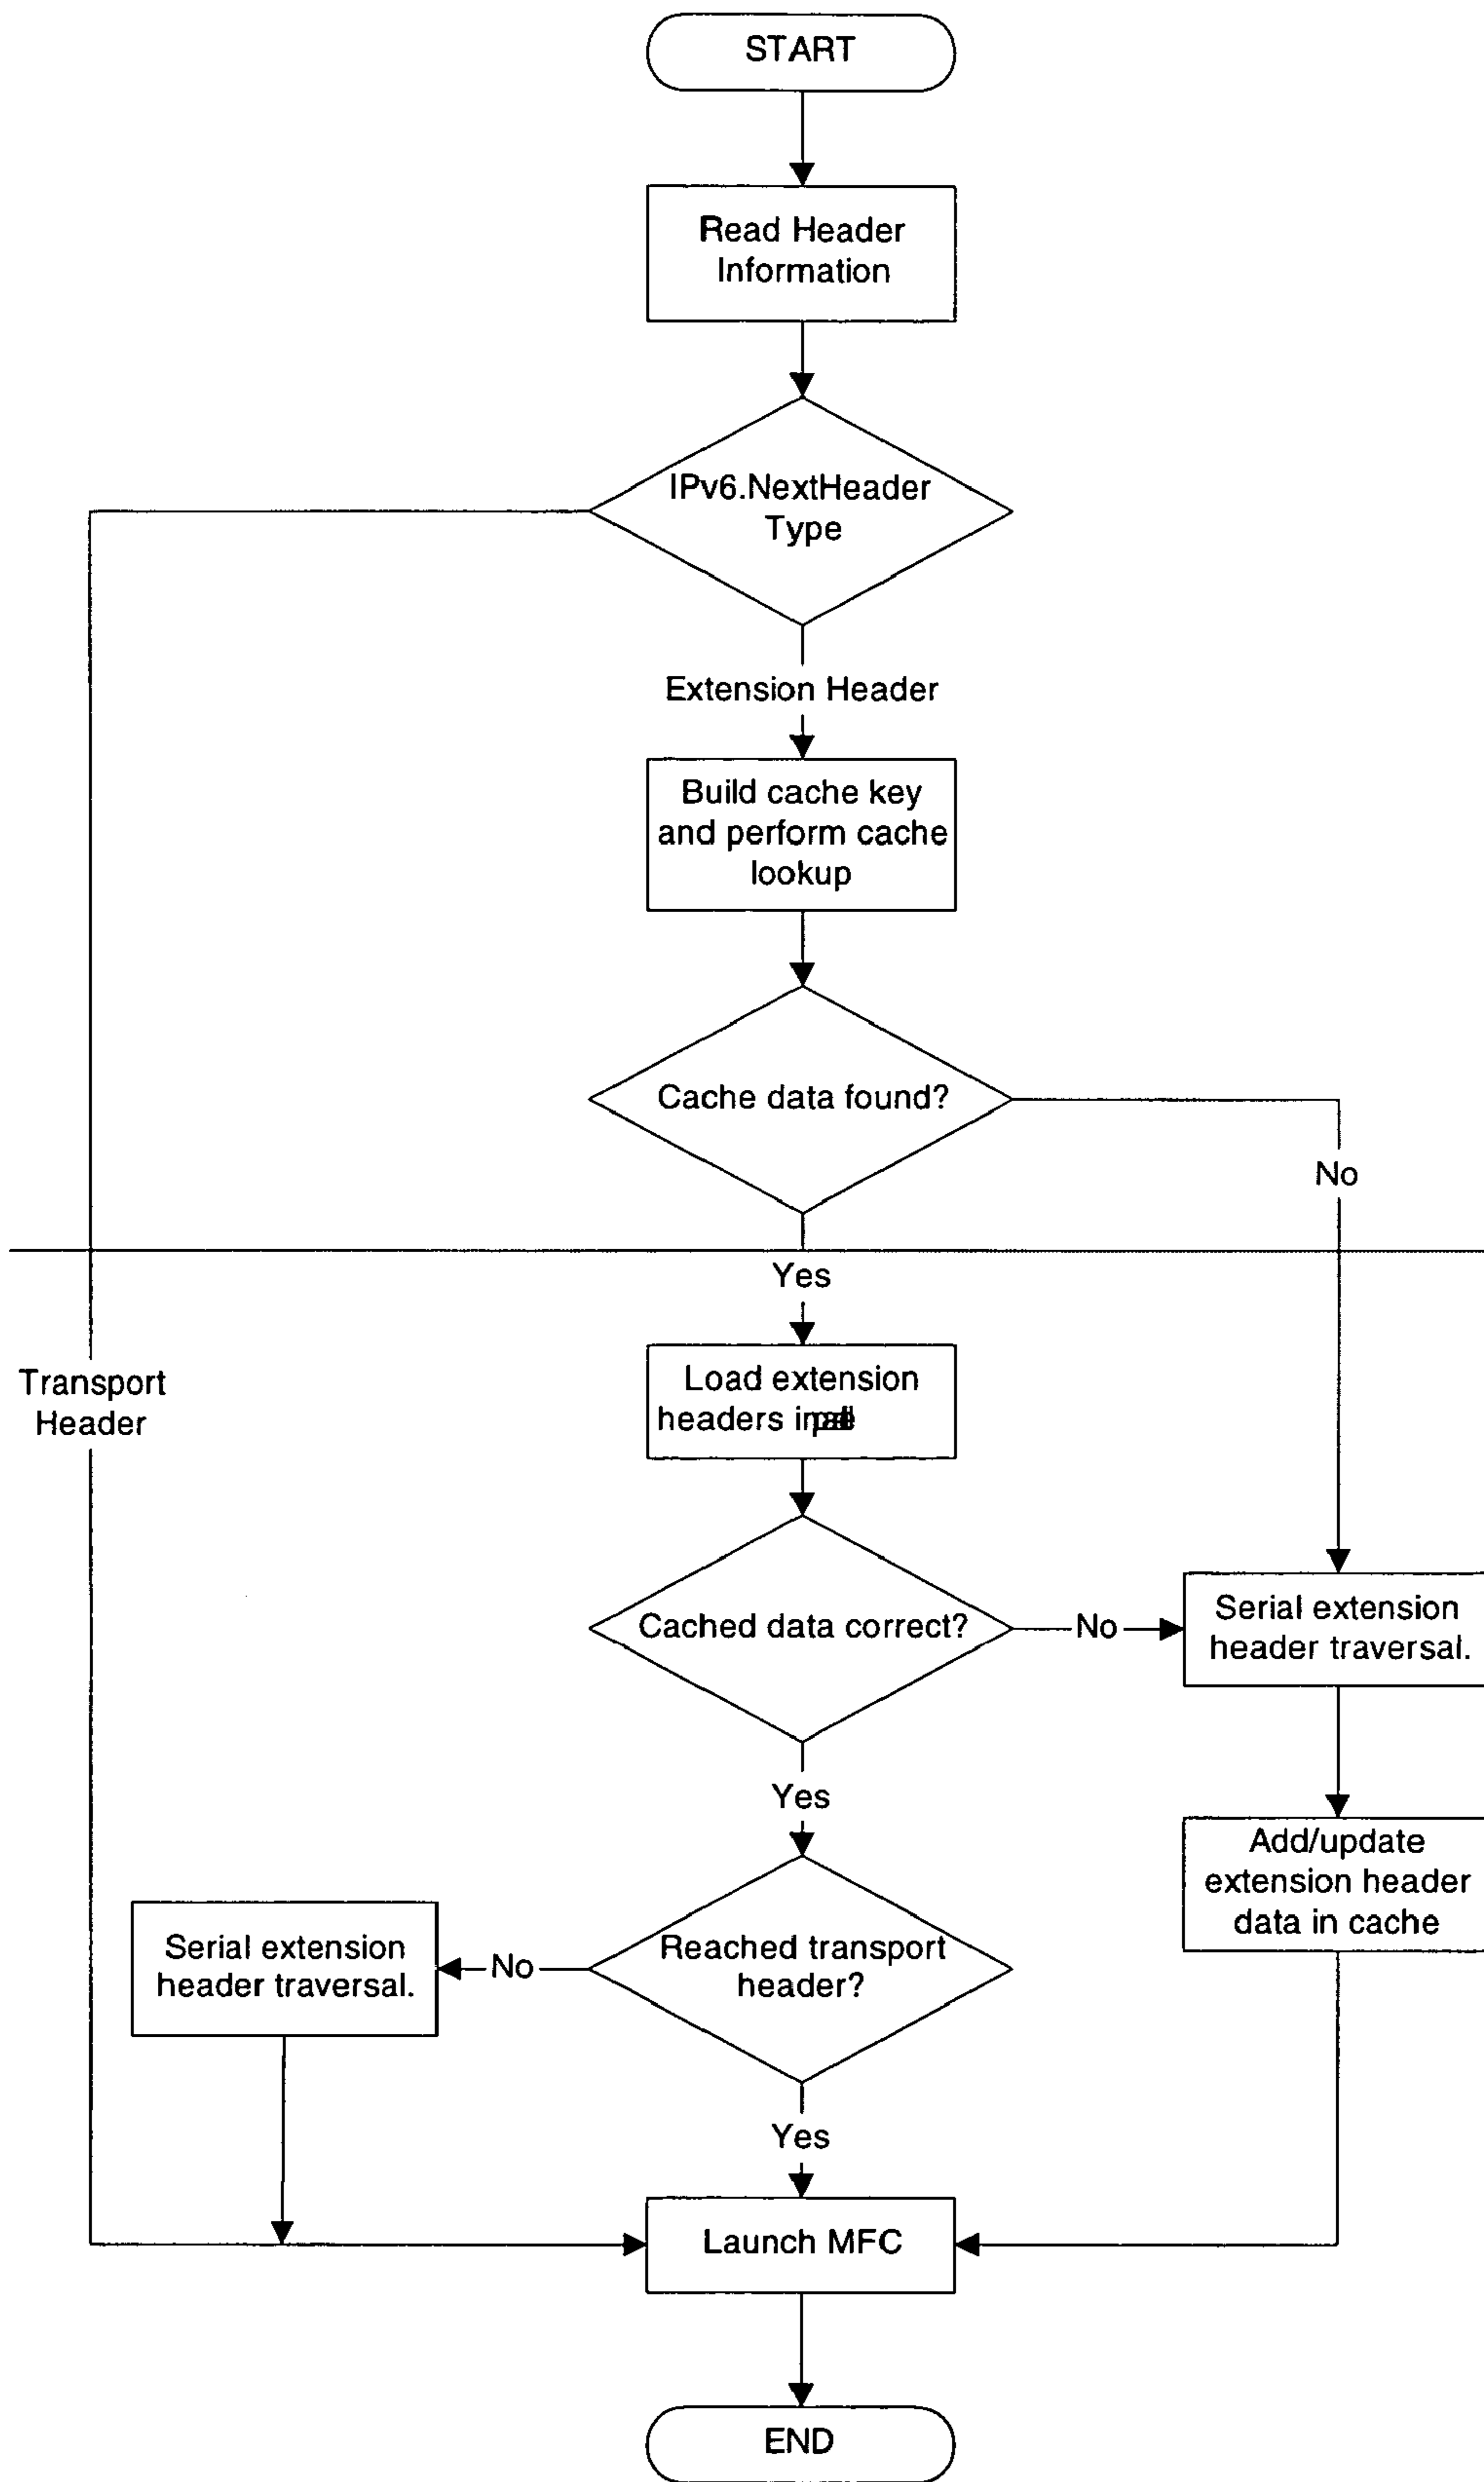 START
Read Header
Information
IPv6.NextHeader
Type
Extension Header
Build cache key
and perform cache
lookup
Cache data found?
No
Yes
Transport
Header
Load extension
headers in
Cached data correct?
No
Serial extension
header traversal.
Yes
Add/update
extension header
data in cache
Serial extension
header traversal.
No
Reached transport
header?
Yes
Launch MFC
END